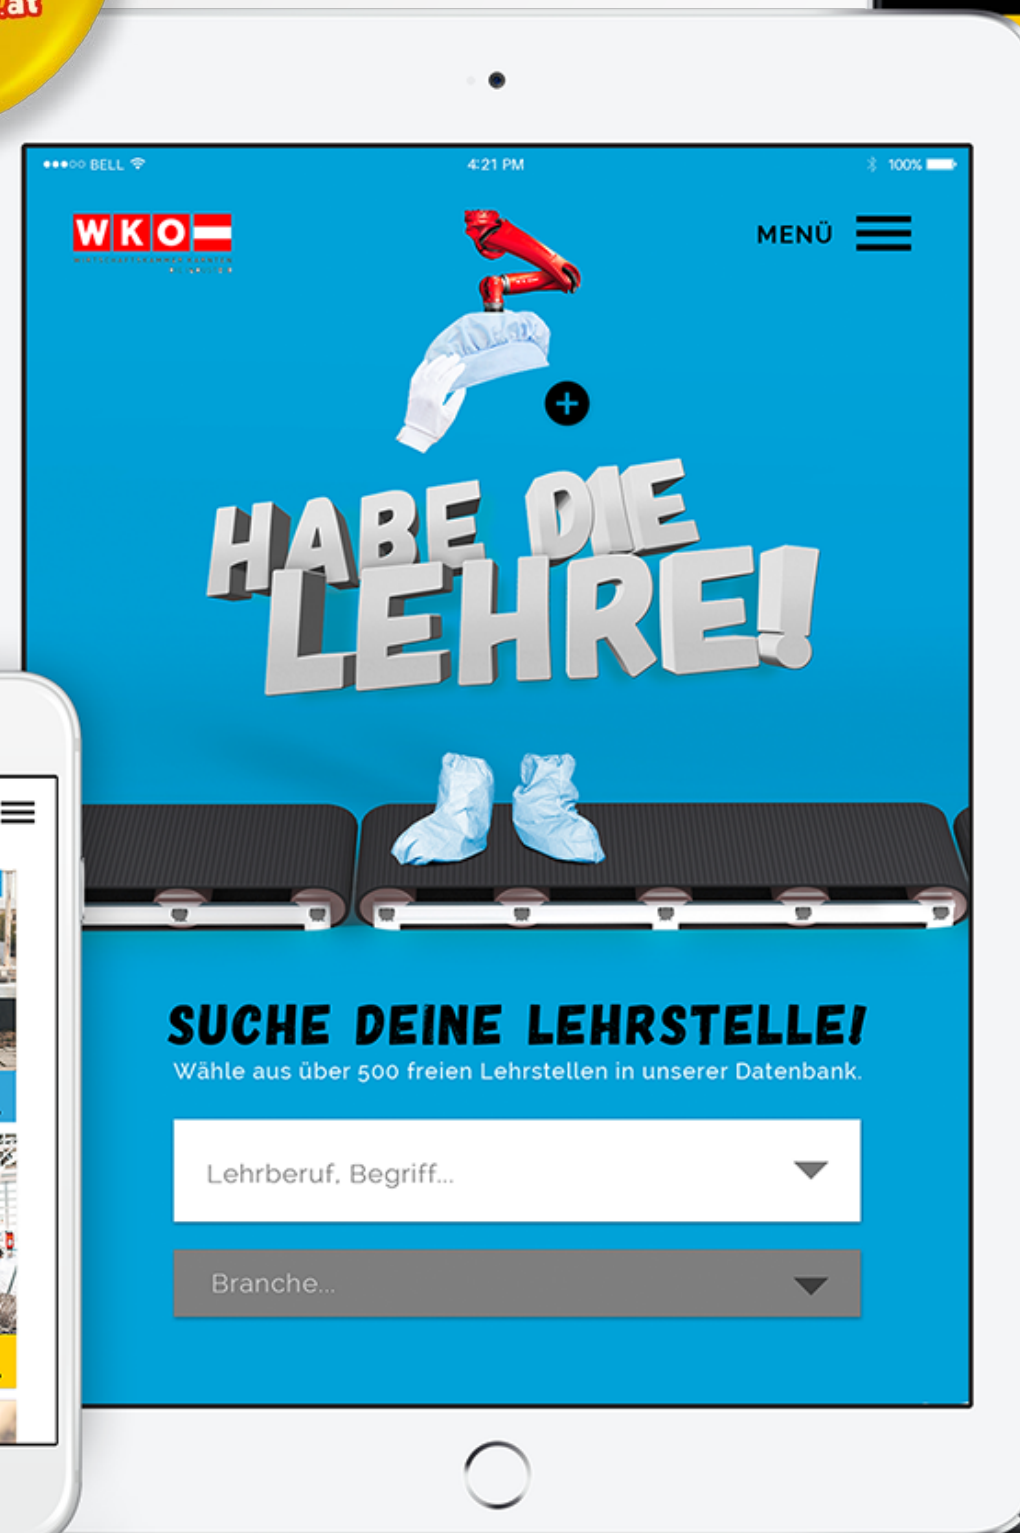 .at
BELL
4:21 PM
100%
WKO
MENÜ
HABE DIE
LEHRE!
SUCHE DEINE LEHRSTELLE!
Wähle aus über 500 freien Lehrstellen in unserer Datenbank.
Lehrberuf, Begriff...
Branche...